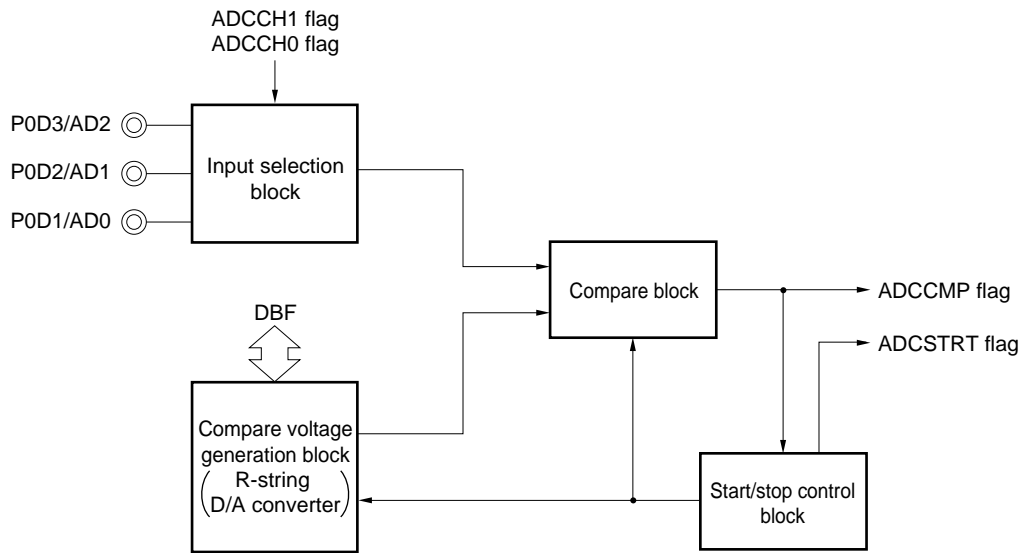 ADCCH1 flag
ADCCH0 flag
P0D3/AD2
P0D2/AD1
P0D1/AD0
Input selection
block
Compare block
ADCCMP flag
ADCSTRT flag
DBF
Compare voltage
generation block
R-string
D/A converter
Start/stop control
block